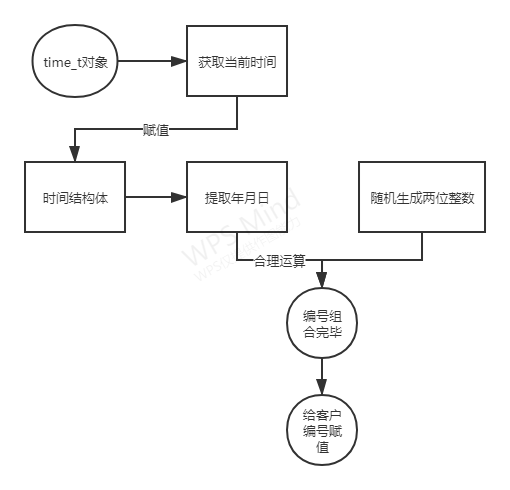 time_t对象
获取当前时间
赋值
时间结构体
提取年月日
随机生成两位整数
WPS Mind
合理运算
编号组
合完毕
给客户
编号赋
值